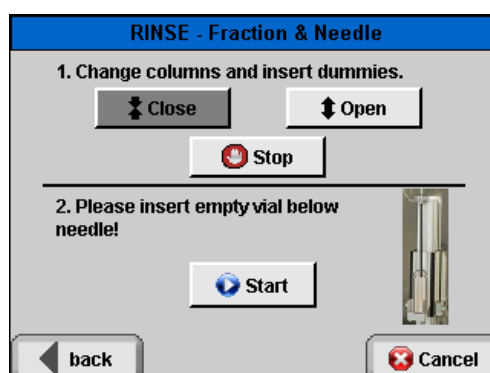 RINSE - Fraction & Needle
1. Change columns and insert dummies.
Close
Open
Stop
2. Please insert empty vial below
needle!
Start
back
Cancel